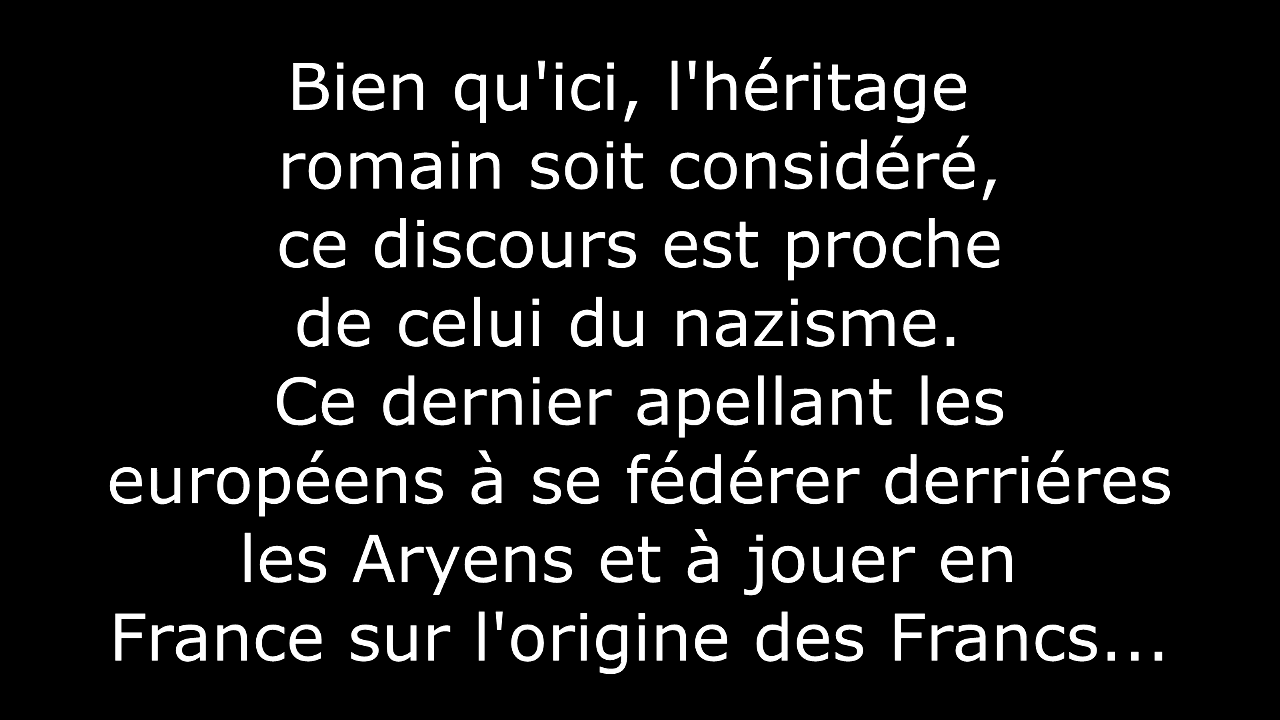 Bien qu'ici, l'héritage
romain soit considéré,
ce discours est proche
de celui du nazisme.
Ce dernier apellant les
européens à se fédérer derriéres
les Aryens et à jouer en
France sur l'origine des Francs...